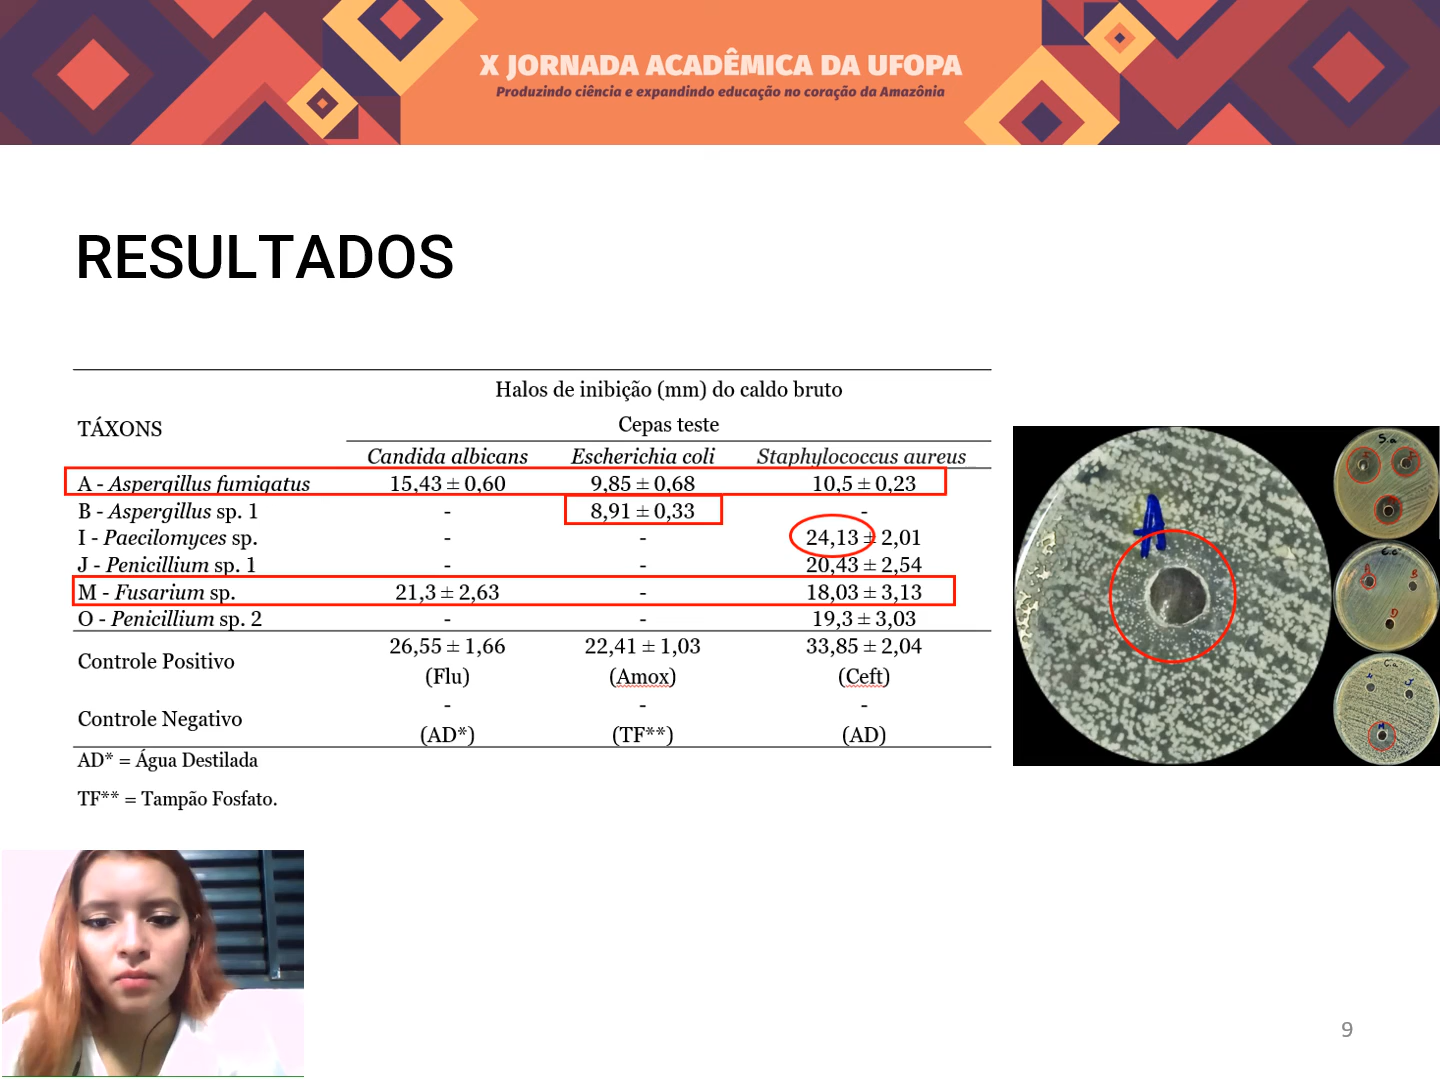 X JORNADA ACADÊMICA DA UFOPA
Produzindo ciência e expandindo educação no coração da Amazônia
RESULTADOS
Halos de inibição (mm) do caldo bruto
TÁXONS
Cepas teste
Candida albicans Escherichia coli Staphylococcus aureus
A - Aspergillus fumigatus 15,43 ± 0,60 9,85 ± 0,68 10,5 ± 0,23
B - Aspergillus sp. 1 - 8,91 ± 0,33 -
I - Paecilomyces sp. - - 24,13 ± 2,01
J - Penicillium sp. 1 - - 20,43 ± 2,54
M - Fusarium sp. 21,3 ± 2,63 - 18,03 ± 3,13
O - Penicillium sp. 2 - - 19,3 ± 3,03
Controle Positivo 26,55 ± 1,66 22,41 ± 1,03 33,85 ± 2,04
(Flu) (Amox) (Ceft)
Controle Negativo - - -
(AD*) (TF**) (AD)
AD* = Água Destilada
TF** = Tampão Fosfato.
A
S.a
9